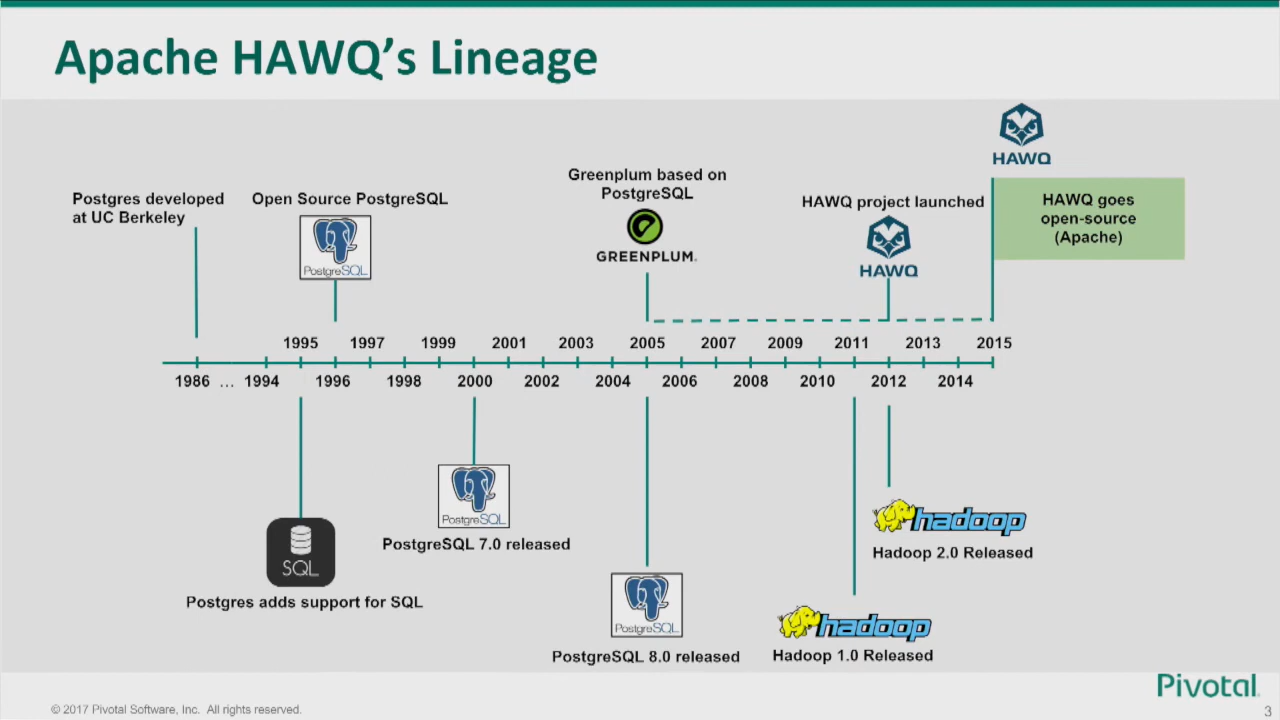 Apache HAWQ's Lineage
HAWQ
Postgres developed
at UC Berkeley
Open Source PostgreSQL
PostgreSQL
Greenplum based on
PostgreSQL
GREENPLUM.
HAWQ project launched
HAWQ
HAWQ goes
open-source
(Apache)
1995 1997 1999 2001 2003 2005 2007 2009 2011 2013 2015
1986 ... 1994 1996 1998 2000 2002 2004 2006 2008 2010 2012 2014
PostgreSQL
PostgreSQL 7.0 released
SQL
Postgres adds support for SQL
PostgreSQL
PostgreSQL 8.0 released
hadoop
Hadoop 2.0 Released
hadoop
Hadoop 1.0 Released
Pivotal
© 2017 Pivotal Software, Inc. All rights reserved.
3